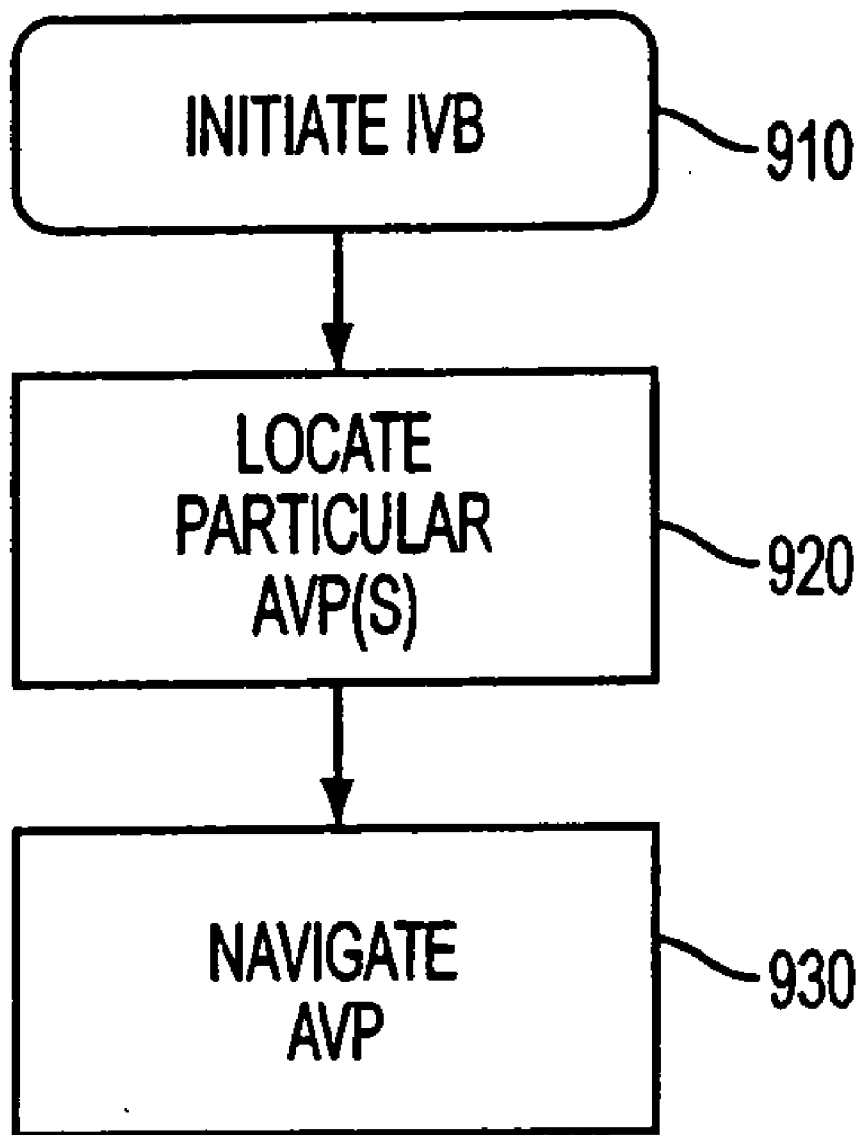 INITIATE IVB
910
LOCATE
PARTICULAR
AVP(S)
920
NAVIGATE
AVP
930